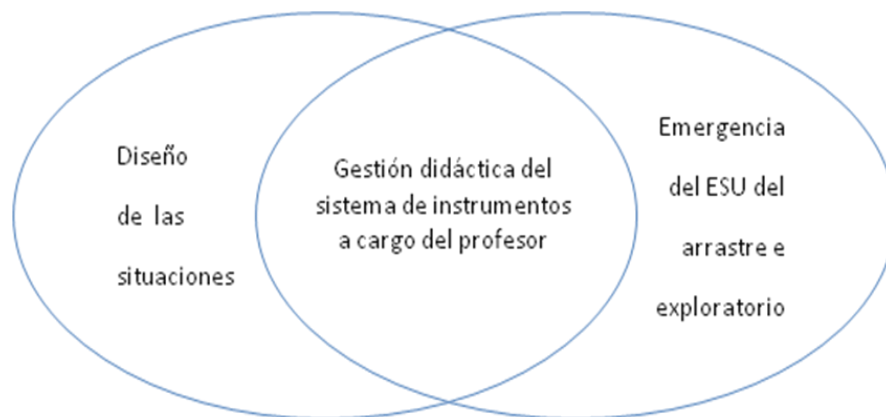 Diseño
de las
situaciones
Gestión didáctica del
sistema de instrumentos
a cargo del profesor
Emergencia
del ESU del
arrastre e
exploratorio